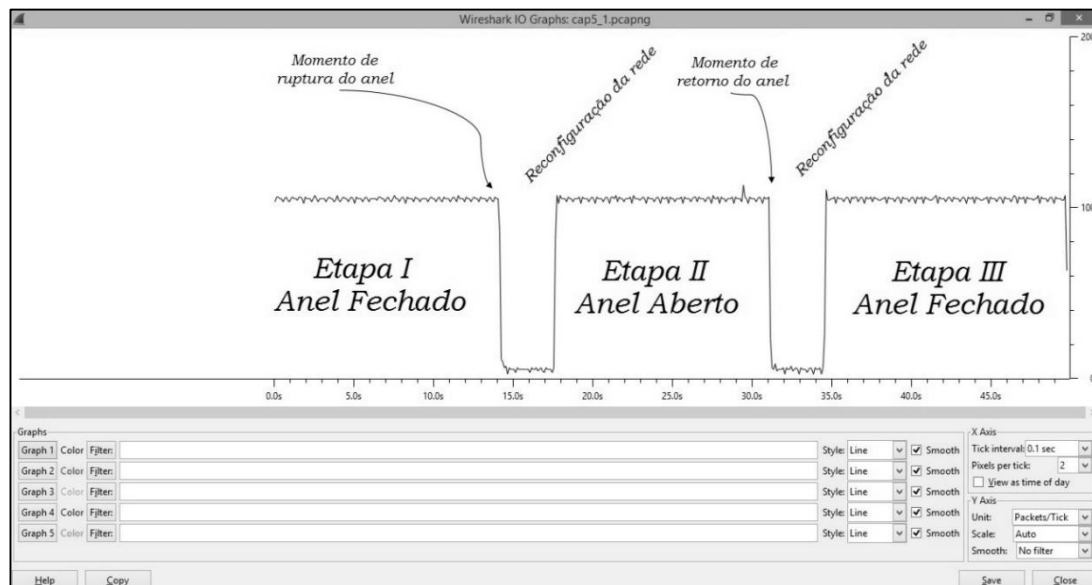 Wireshark IO Graphs: cap5_1.pcapng
Momento de
ruptura do anel
Reconfiguração da rede
Momento de
retorno do anel
Reconfiguração da rede
Etapa I
Anel Fechado
Etapa II
Anel Aberto
Etapa III
Anel Fechado
200
100
0
0.0s 5.0s 10.0s 15.0s 20.0s 25.0s 30.0s 35.0s 40.0s 45.0s
Graphs
Graph 1 Color Filter: Style: Line Smooth
Graph 2 Color Filter: Style: Line Smooth
Graph 3 Color Filter: Style: Line Smooth
Graph 4 Color Filter: Style: Line Smooth
Graph 5 Color Filter: Style: Line Smooth
X Axis
Tick interval: 0.1 sec
Pixels per tick: 2
View as time of day
Y Axis
Unit: Packets/Tick
Scale: Auto
Smooth: No filter
Help Copy Save Close